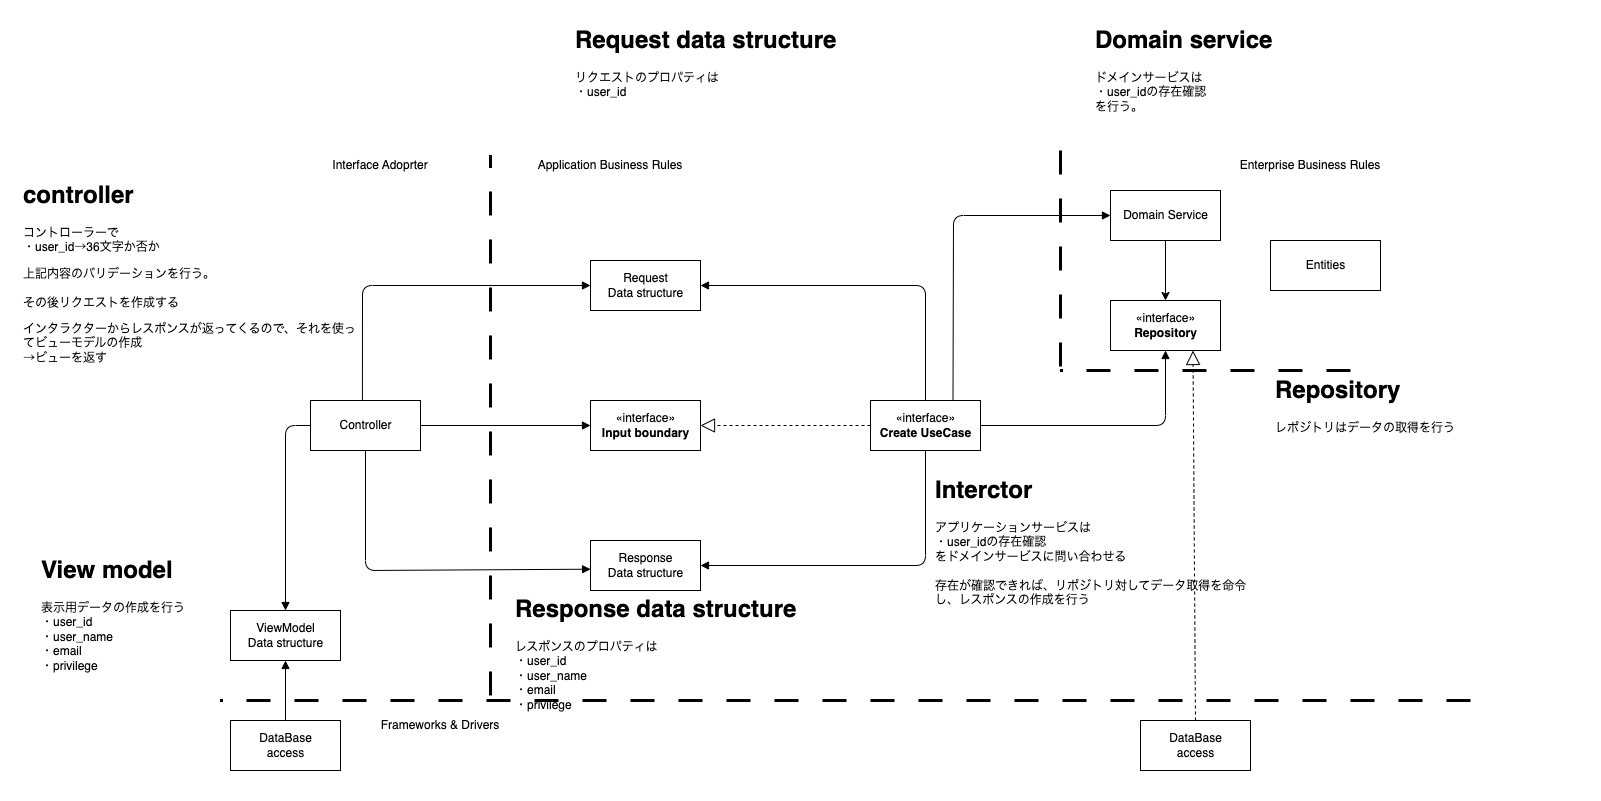 Request data structure
リクエストのプロパティは
・user_id
Domain service
ドメインサービスは
・user_idの存在確認
を行う。
Interface Adoprter
Application Business Rules
Enterprise Business Rules
controller
コントローラーで
・user_id→36文字か否か
上記内容のバリデーションを行う。
その後リクエストを作成する
インタラクターからレスポンスが返ってくるので、それを使っ
てビューモデルの作成
→ビューを返す
Domain Service
Entities
Request
Data structure
«interface»
Repository
Repository
レポジトリはデータの取得を行う
Controller
«interface»
Input boundary
«interface»
Create UseCase
Interctor
アプリケーションサービスは
・user_idの存在確認
をドメインサービスに問い合わせる
存在が確認できれば、リポジトリ対してデータ取得を命令
し、レスポンスの作成を行う
Response
Data structure
View model
表示用データの作成を行う
・user_id
・user_name
・email
・privilege
ViewModel
Data structure
Response data structure
レスポンスのプロパティは
・user_id
・user_name
・email
・privilege
Frameworks & Drivers
DataBase
access
DataBase
access